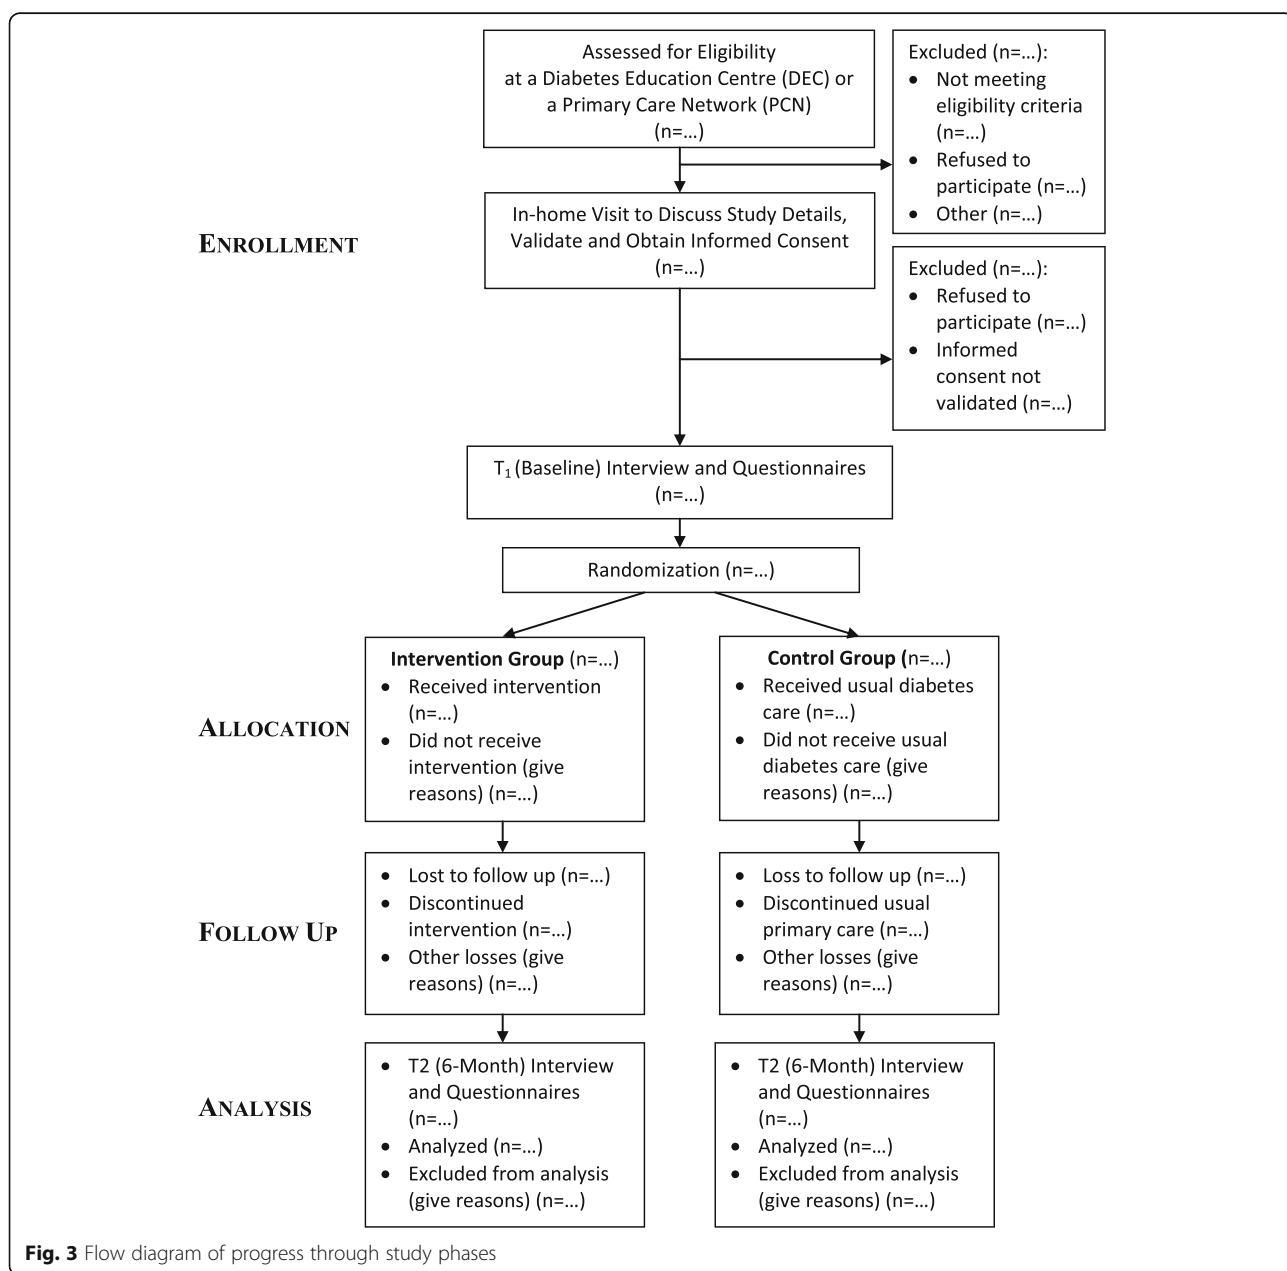 Assessed for Eligibility
at a Diabetes Education Centre (DEC) or
a Primary Care Network (PCN)
(n=...)
Excluded (n=...):
• Not meeting
eligibility criteria
(n=...)
• Refused to
participate (n=...)
• Other (n=...)
ENROLLMENT
In-home Visit to Discuss Study Details,
Validate and Obtain Informed Consent
(n=...)
Excluded (n=...):
• Refused to
participate (n=...)
• Informed
consent not
validated (n=...)
T₁ (Baseline) Interview and Questionnaires
(n=...)
Randomization (n=...)
ALLOCATION
Intervention Group (n=...)
• Received intervention
(n=...)
• Did not receive
intervention (give
reasons) (n=...)
Control Group (n=...)
• Received usual diabetes
care (n=...)
• Did not receive usual
diabetes care (give
reasons) (n=...)
FOLLOW UP
• Lost to follow up (n=...)
• Discontinued
intervention (n=...)
• Other losses (give
reasons) (n=...)
• Loss to follow up (n=...)
• Discontinued usual
primary care (n=...)
• Other losses (give
reasons) (n=...)
ANALYSIS
• T2 (6-Month) Interview
and Questionnaires
(n=...)
• Analyzed (n=...)
• Excluded from analysis
(give reasons) (n=...)
• T2 (6-Month) Interview
and Questionnaires
(n=...)
• Analyzed (n=...)
• Excluded from analysis
(give reasons) (n=...)
Fig. 3 Flow diagram of progress through study phases